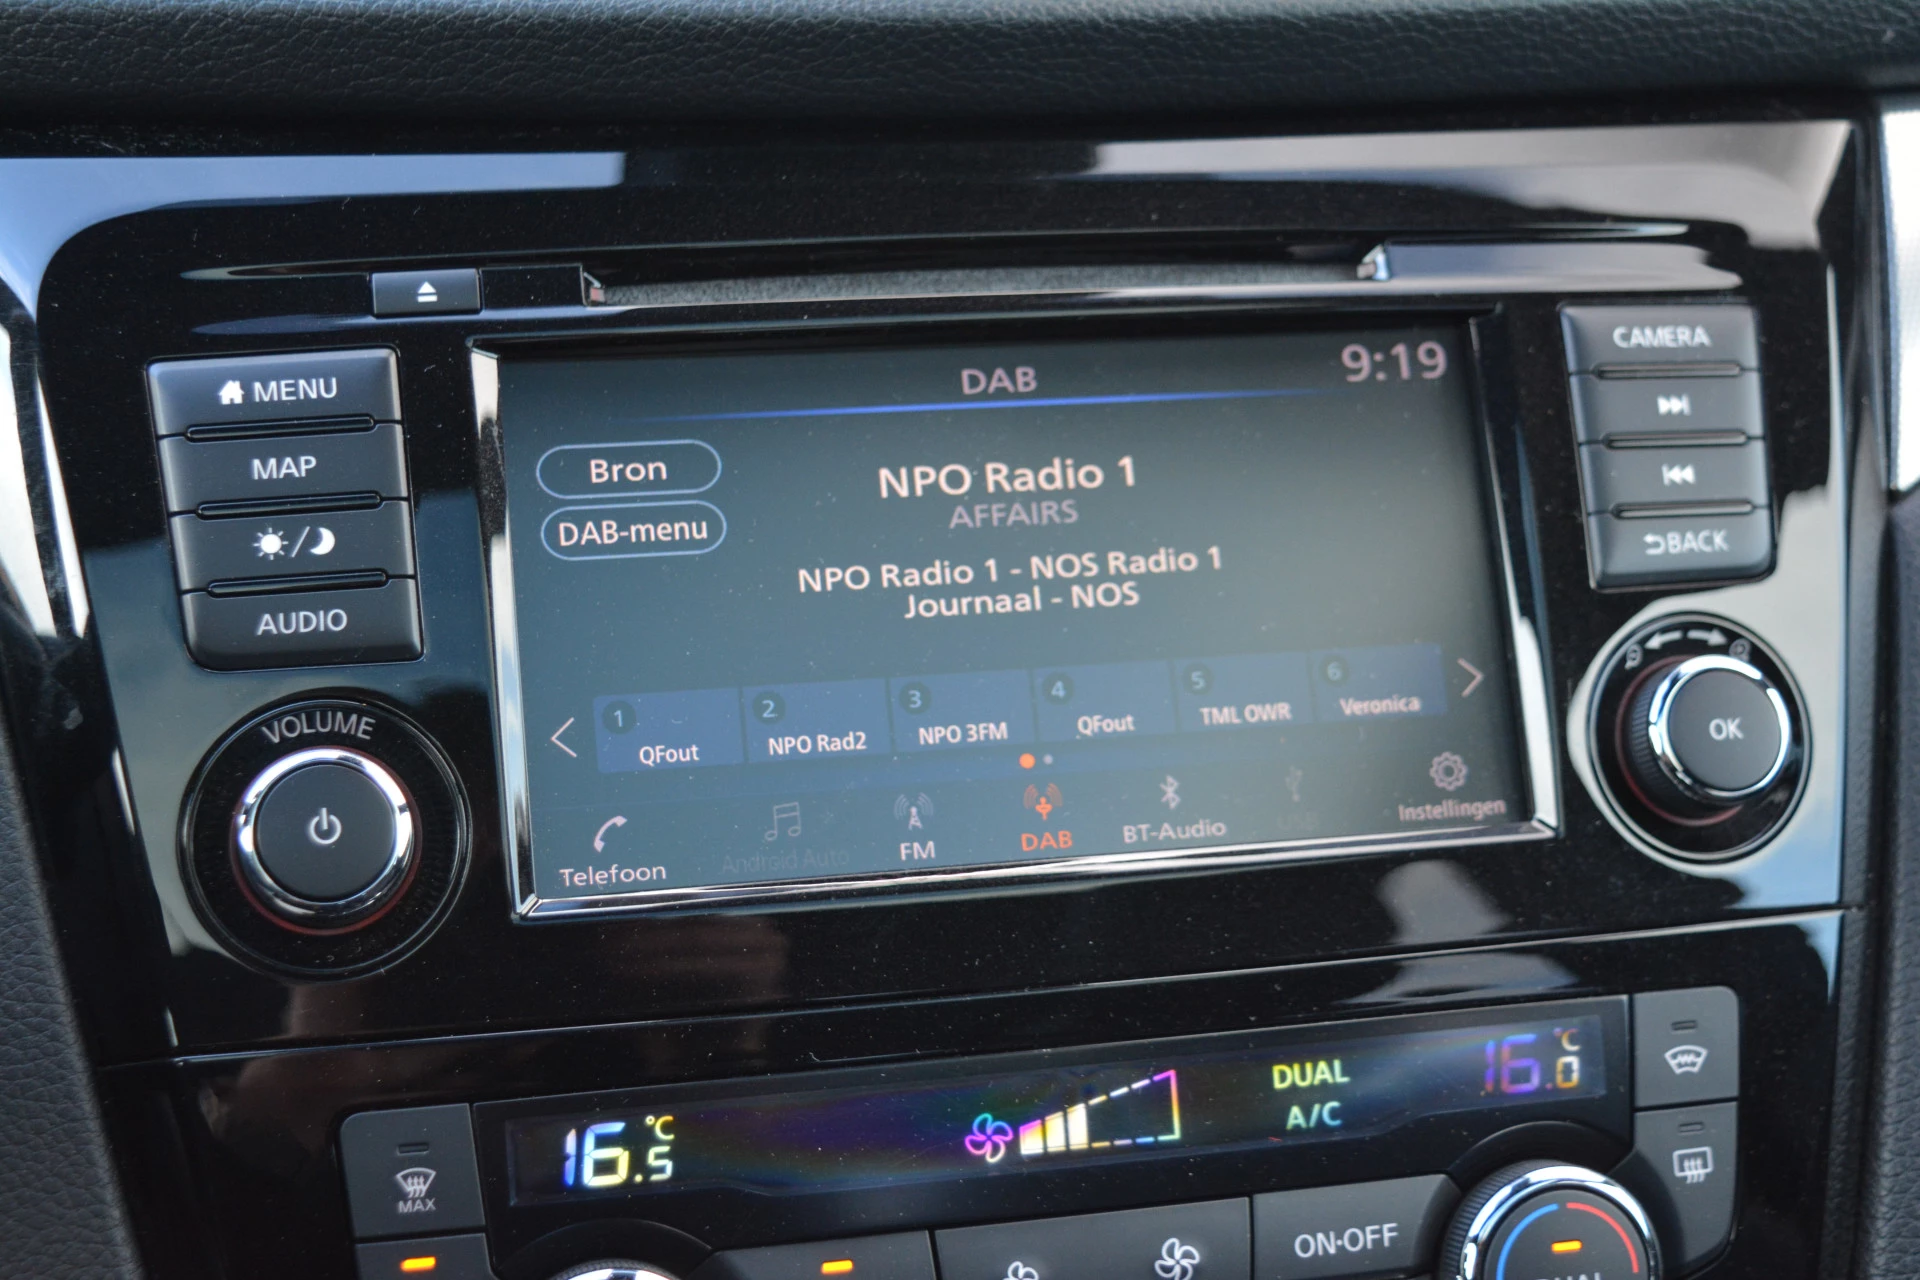 MENU
MAP
AUDIO
VOLUME
DAB
9:19
Bron
DAB-menu
NPO Radio 1
AFFAIRS
NPO Radio 1 - NOS Radio 1
Journaal - NOS
1
QFout
2
NPO Rad2
3
NPO 3FM
4
QFout
5
TML OWR
6
Veronica
Telefoon
Android Auto
FM
DAB
BT-Audio
Instellingen
CAMERA
BACK
OK
16.5 °C
DUAL
A/C
16.0 °C
MAX
ON·OFF
DUAL